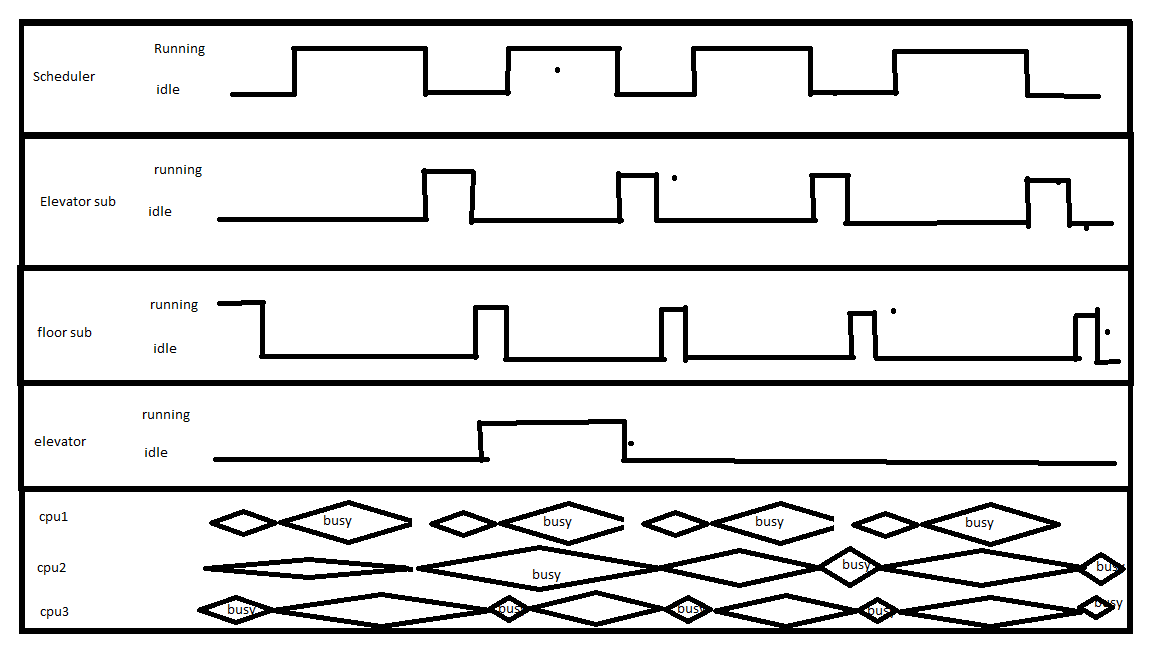 Running
Scheduler
idle
running
Elevator sub
idle
running
floor sub
idle
running
elevator
idle
cpu1 busy busy busy busy
cpu2 busy busy busy
cpu3 busy busy busy busy busy